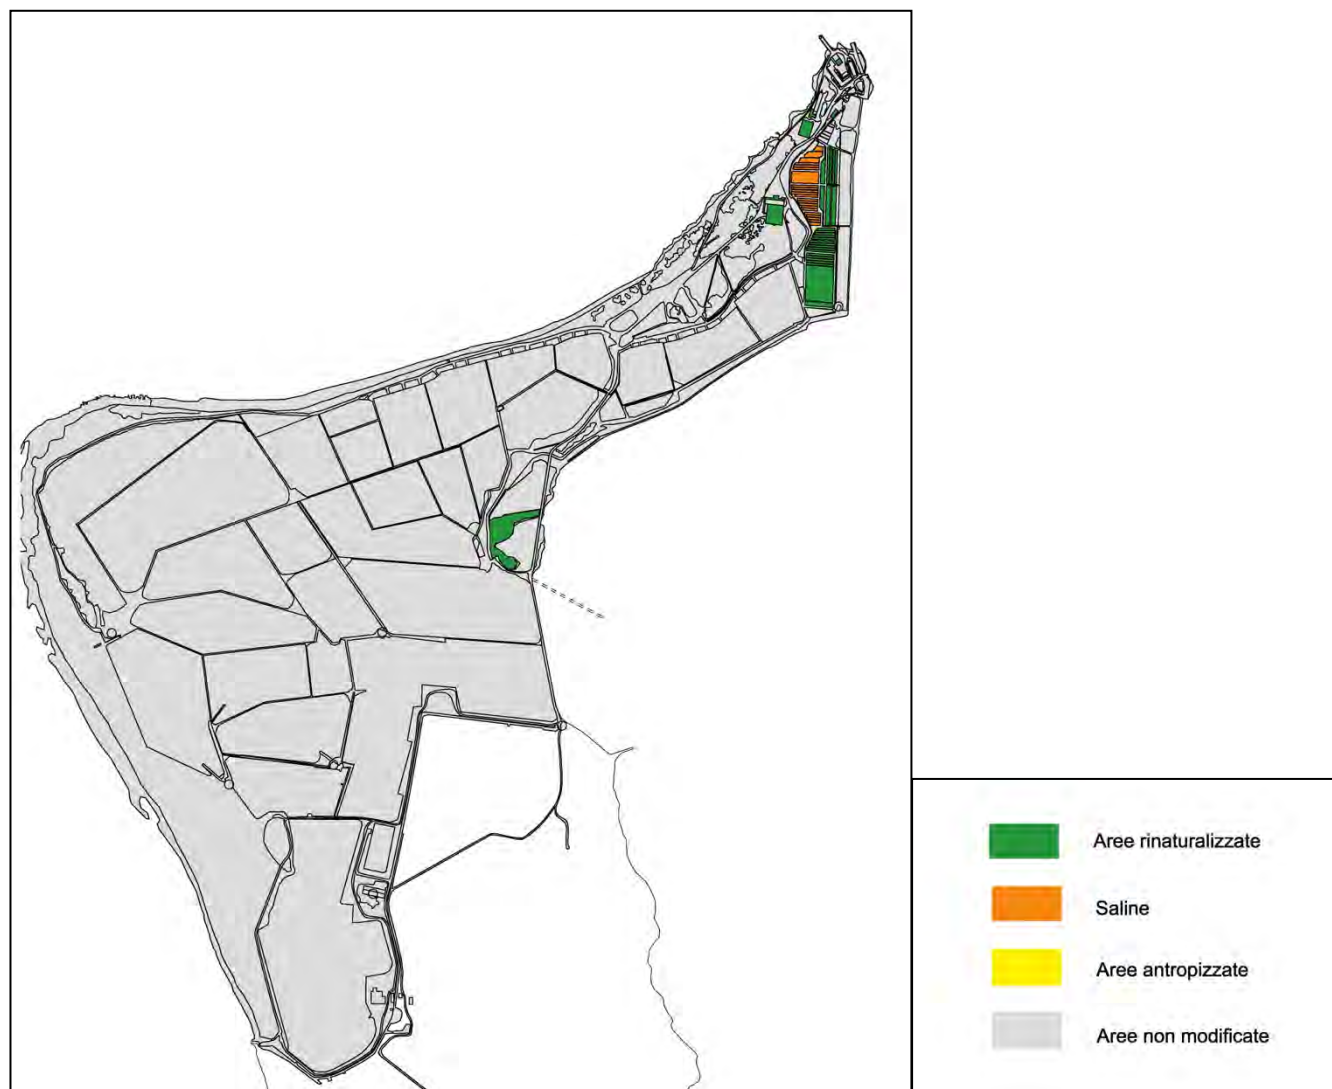 Aree rinaturalizzate
Saline
Aree antropizzate
Aree non modificate